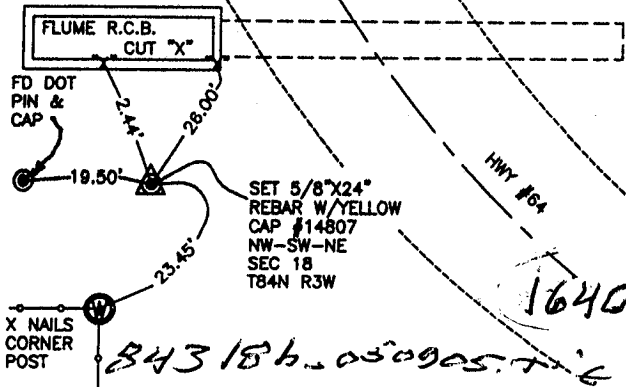 FLUME R.C.B.
CUT "X"
FD DOT
PIN &
CAP
2.44'
26.00'
19.50'
SET 5/8"X24"
REBAR W/YELLOW
CAP #14807
NW-SW-NE
SEC 18
T84N R3W
HWY #64
23.45'
W
X NAILS
CORNER
POST